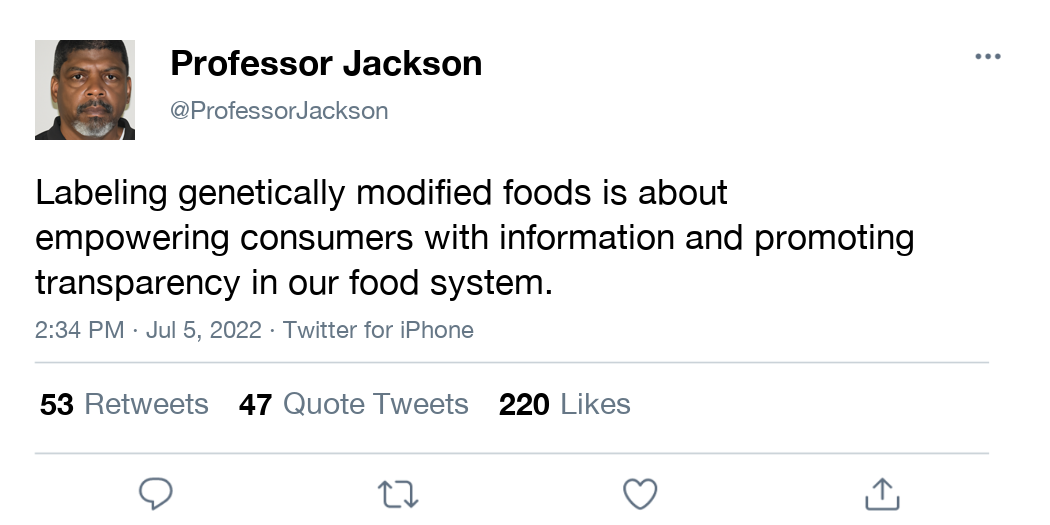 Professor Jackson
@ProfessorJackson
Labeling genetically modified foods is about
empowering consumers with information and promoting
transparency in our food system.
2:34 PM · Jul 5, 2022 · Twitter for iPhone
53 Retweets 47 Quote Tweets 220 Likes